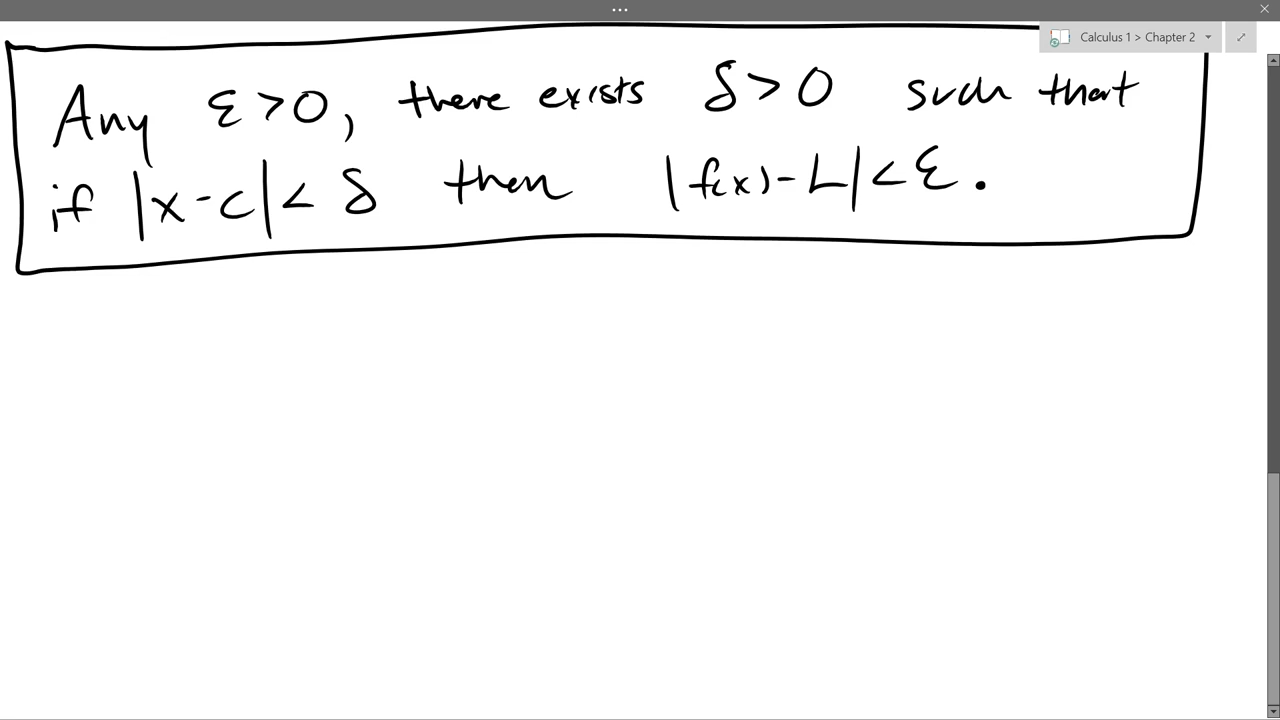 Calculus 1 > Chapter 2
Any ε>0, there exists δ>0 such that
if |x-c|< δ then |f(x)-L|<ε.